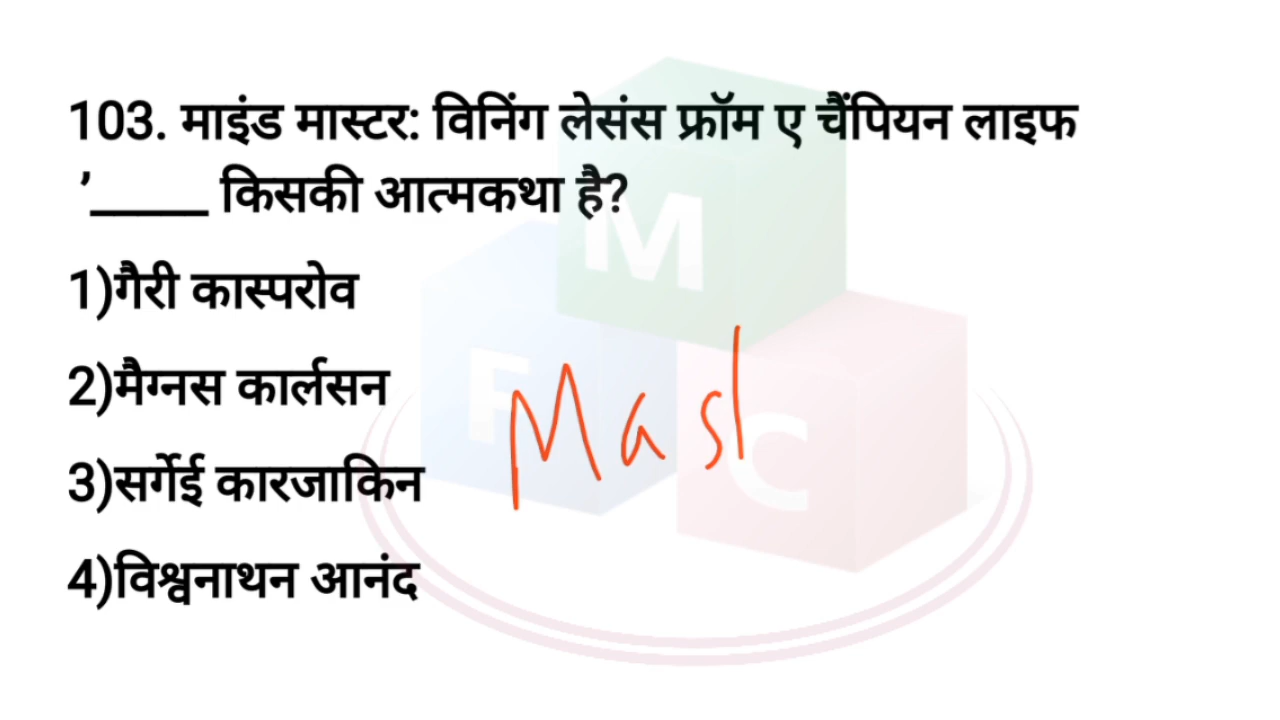 103. माइंड मास्टर: विनिंग लेसंस फ्रॉम ए चैंपियन लाइफ
’_____ किसकी आत्मकथा है?
1)गैरी कास्परोव
2)मैग्नस कार्लसन
3)सर्गेई कारजाकिन
4)विश्वनाथन आनंद
M
F
C
Masl